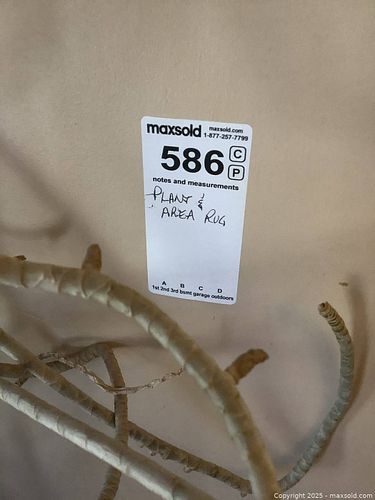 maxsold maxsold.com
1-877-257-7799
586 C
P
notes and measurements
PLANT &
AREA RUG
A B C D
1st 2nd 3rd bsmt garage outdoors
Copyright © 2025 - www.maxsold.com